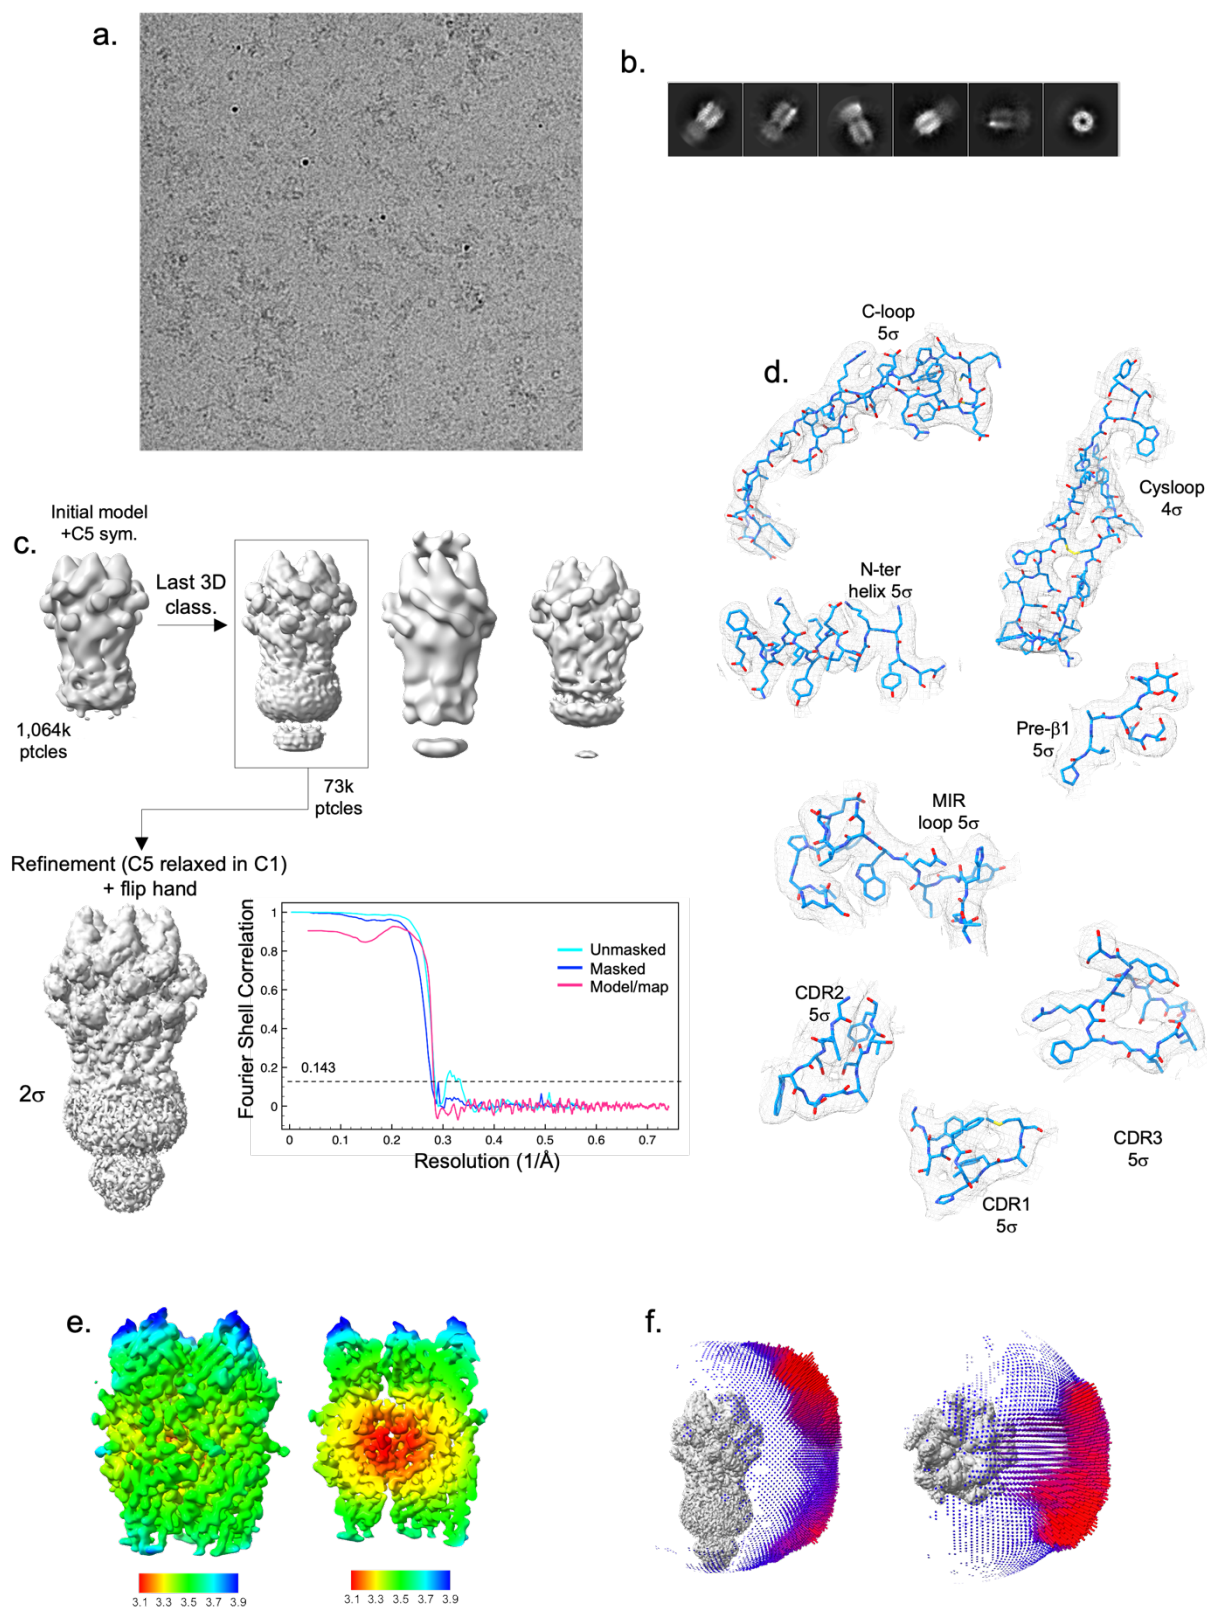 a.
b.
C-loop
5σ
d.
Cysloop
4σ
N-ter
helix 5σ
Pre-β1
5σ
MIR
loop 5σ
CDR2
5σ
CDR3
5σ
CDR1
5σ
c.
Initial model
+C5 sym.
Last 3D
class.
1,064k
ptcles
73k
ptcles
Refinement (C5 relaxed in C1)
+ flip hand
2σ
Fourier Shell Correlation
1
0.8
0.6
0.4
0.2
0
0.143
Unmasked
Masked
Model/map
0 0.1 0.2 0.3 0.4 0.5 0.6 0.7
Resolution (1/Å)
e.
3.1 3.3 3.5 3.7 3.9
3.1 3.3 3.5 3.7 3.9
f.